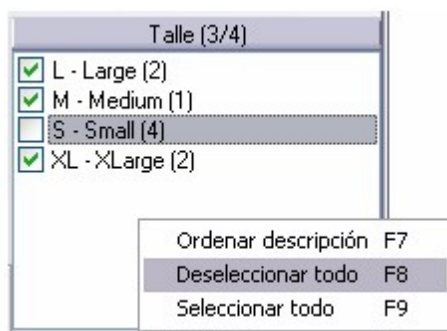 Talle (3/4)
L - Large (2)
M - Medium (1)
S - Small (4)
XL - XLarge (2)
Ordenar descripción F7
Deseleccionar todo F8
Seleccionar todo F9